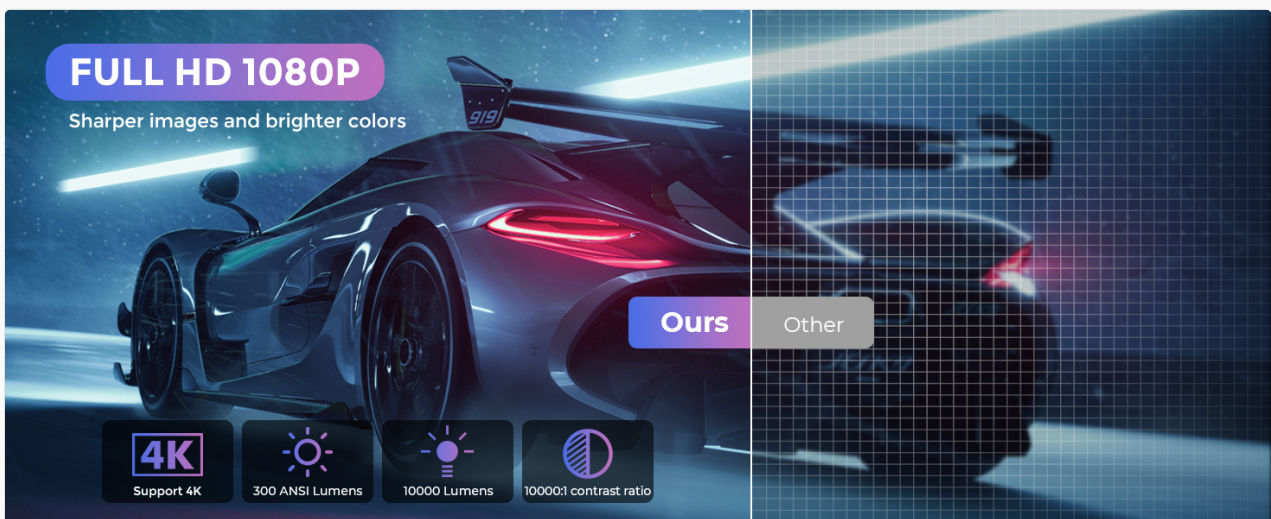 FULL HD 1080P
Sharper images and brighter colors
919
Ours
Other
4K
Support 4K
300 ANSI Lumens
10000 Lumens
10000:1 contrast ratio